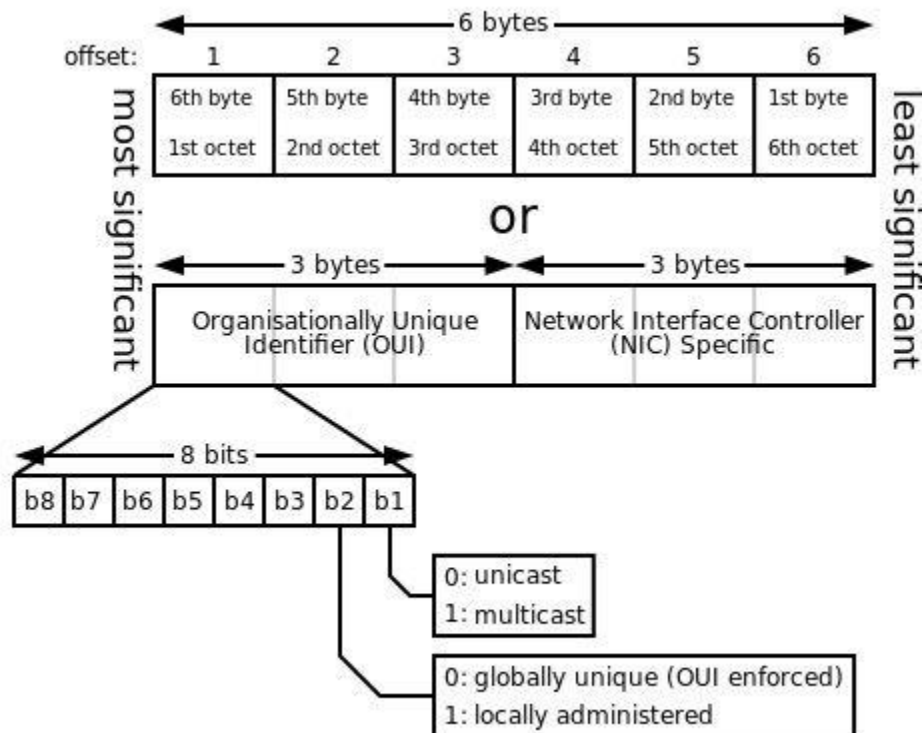 6 bytes
offset: 1 2 3 4 5 6
6th byte 5th byte 4th byte 3rd byte 2nd byte 1st byte
1st octet 2nd octet 3rd octet 4th octet 5th octet 6th octet
most significant
least significant
or
3 bytes 3 bytes
Organisationally Unique
Identifier (OUI)
Network Interface Controller
(NIC) Specific
8 bits
b8 b7 b6 b5 b4 b3 b2 b1
0: unicast
1: multicast
0: globally unique (OUI enforced)
1: locally administered